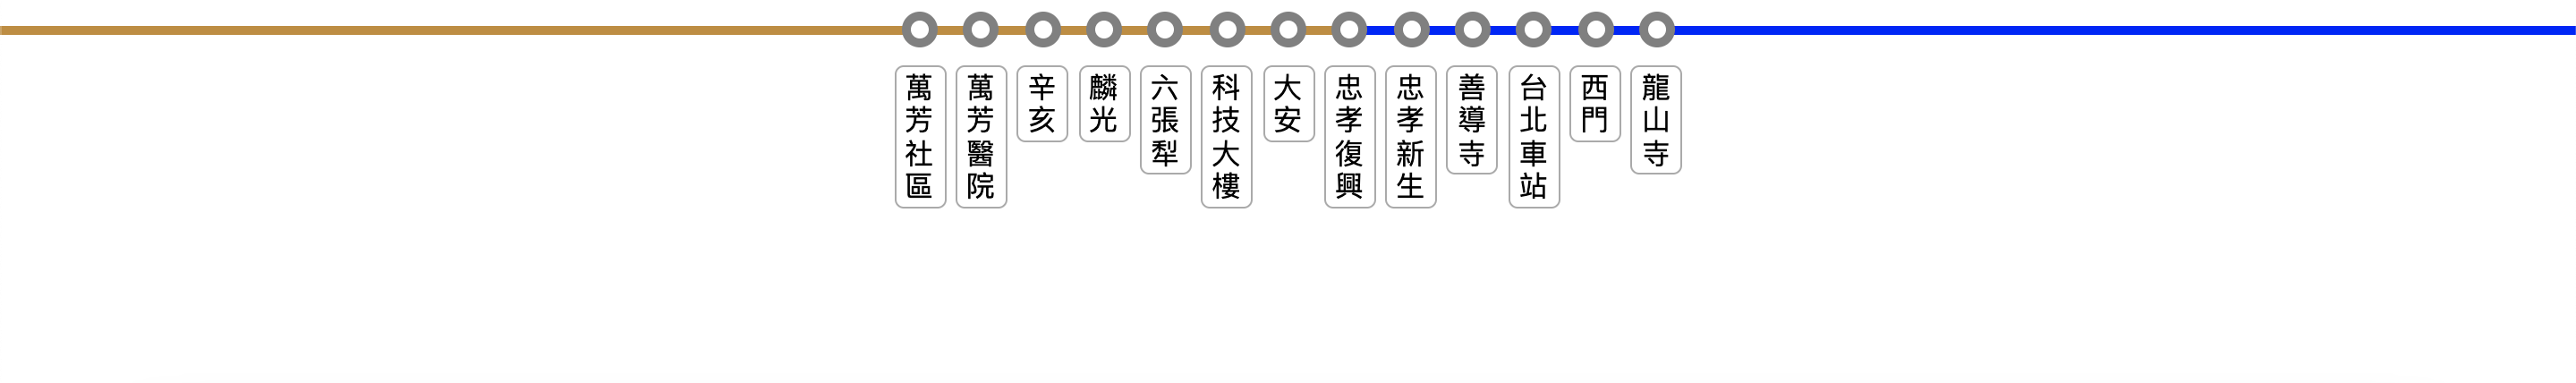 萬芳社區
萬芳醫院
辛亥
麟光
六張犁
科技大樓
大安
忠孝復興
忠孝新生
善導寺
台北車站
西門
龍山寺